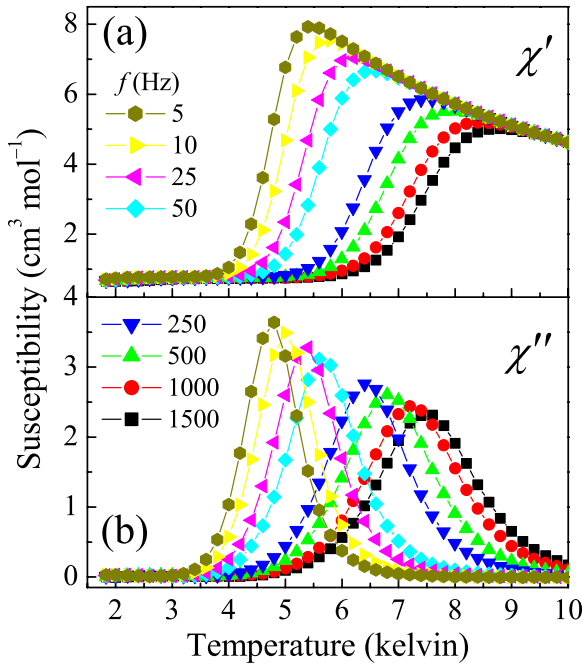 (a)
χ′
f (Hz)
5
10
25
50
8
6
4
2
4
Susceptibility (cm³ mol⁻¹)
250
500
1000
1500
χ″
(b)
3
2
1
0
2 3 4 5 6 7 8 9 10
Temperature (kelvin)